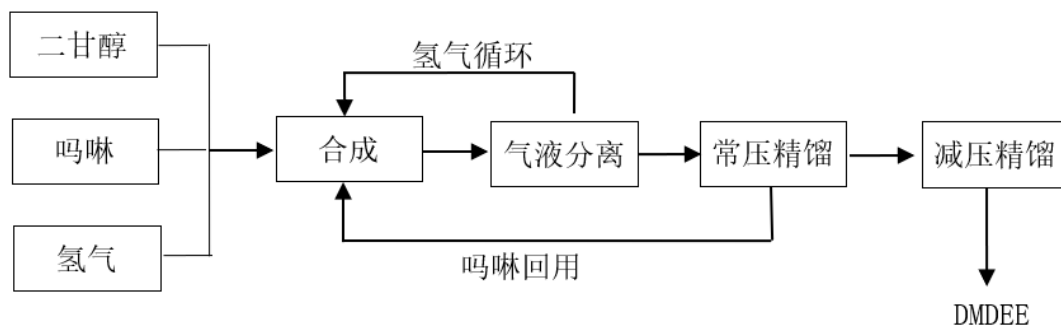 二甘醇
吗啉
氢气
氢气循环
合成
气液分离
常压精馏
减压精馏
吗啉回用
DMDEE